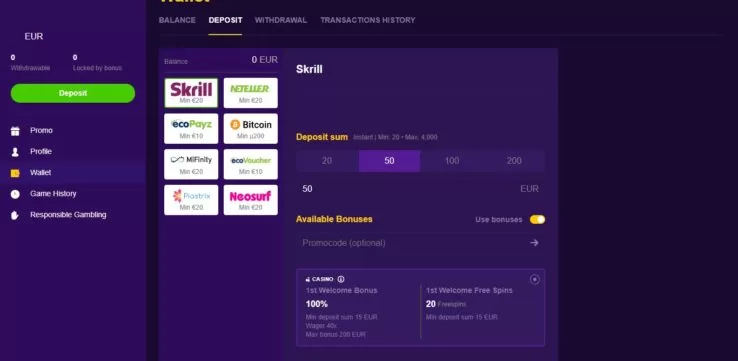 Wallet
BALANCE DEPOSIT WITHDRAWAL TRANSACTIONS HISTORY
EUR
0 0
Withdrawable Locked by bonus
Deposit
Promo
Profile
Wallet
Game History
Responsible Gambling
Balance 0 EUR
Skrill
Min €20
NETELLER
Min €20
ecoPayz
Min €10
Bitcoin
Min µ200
MiFinity
Min €20
ecoVoucher
Min €10
Piastrix
Min €20
Neosurf
Min €20
Skrill
Deposit sum Instant | Min. 20 • Max. 4,000
20 50 100 200
50 EUR
Available Bonuses Use bonuses
Promocode (optional)
CASINO
1st Welcome Bonus
100%
Min deposit sum 15 EUR
Wager 40x
Max bonus 200 EUR
1st Welcome Free Spins
20 Freespins
Min deposit sum 15 EUR